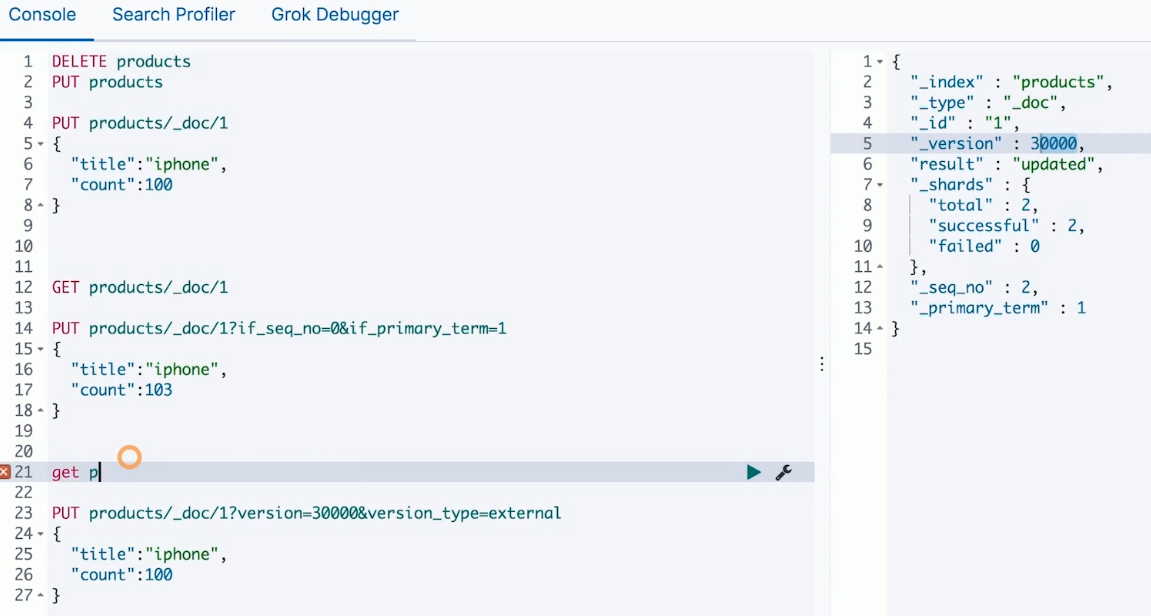 Console Search Profiler Grok Debugger
1 DELETE products
2 PUT products
3
4 PUT products/_doc/1
5 {
6 "title":"iphone",
7 "count":100
8 }
9
10
11
12 GET products/_doc/1
13
14 PUT products/_doc/1?if_seq_no=0&if_primary_term=1
15 {
16 "title":"iphone",
17 "count":103
18 }
19
20
21 get p
22
23 PUT products/_doc/1?version=30000&version_type=external
24 {
25 "title":"iphone",
26 "count":100
27 }
1 {
2 "_index" : "products",
3 "_type" : "_doc",
4 "_id" : "1",
5 "_version" : 30000,
6 "result" : "updated",
7 "_shards" : {
8 "total" : 2,
9 "successful" : 2,
10 "failed" : 0
11 },
12 "_seq_no" : 2,
13 "_primary_term" : 1
14 }
15